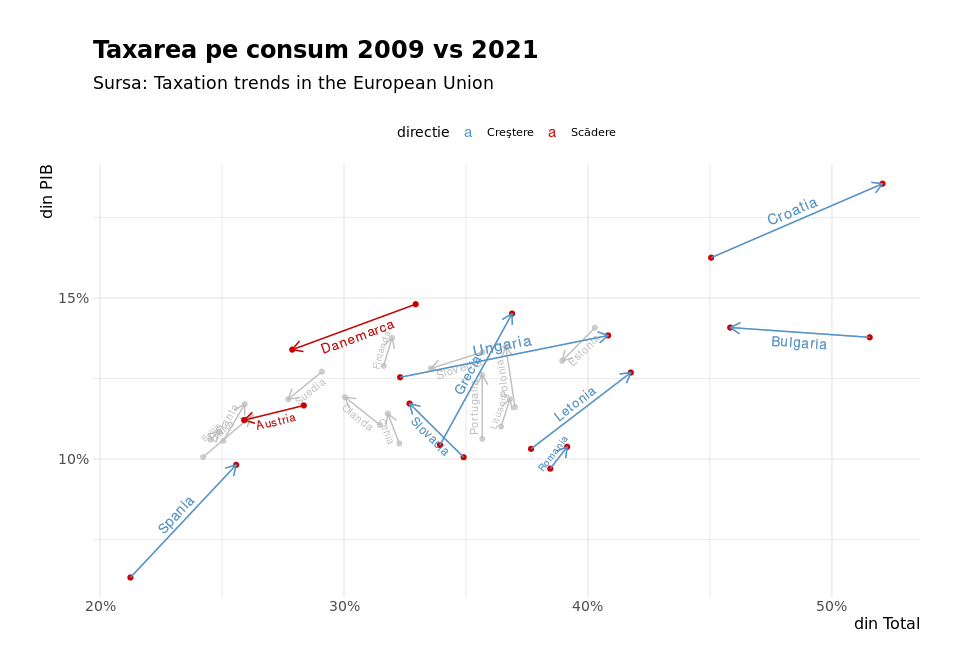 Taxarea pe consum 2009 vs 2021
Sursa: Taxation trends in the European Union
directie a Creștere a Scădere
din PIB
Croatia
15%
Danemarca
Finlanda
Ungaria
Estonia
Bulgaria
Grecia
Polonia
Suedia
Portugalia
Lituania
Letonia
Olanda
Austria
Slovacia
Romania
10%
Spania
20%
30%
40%
50%
din Total